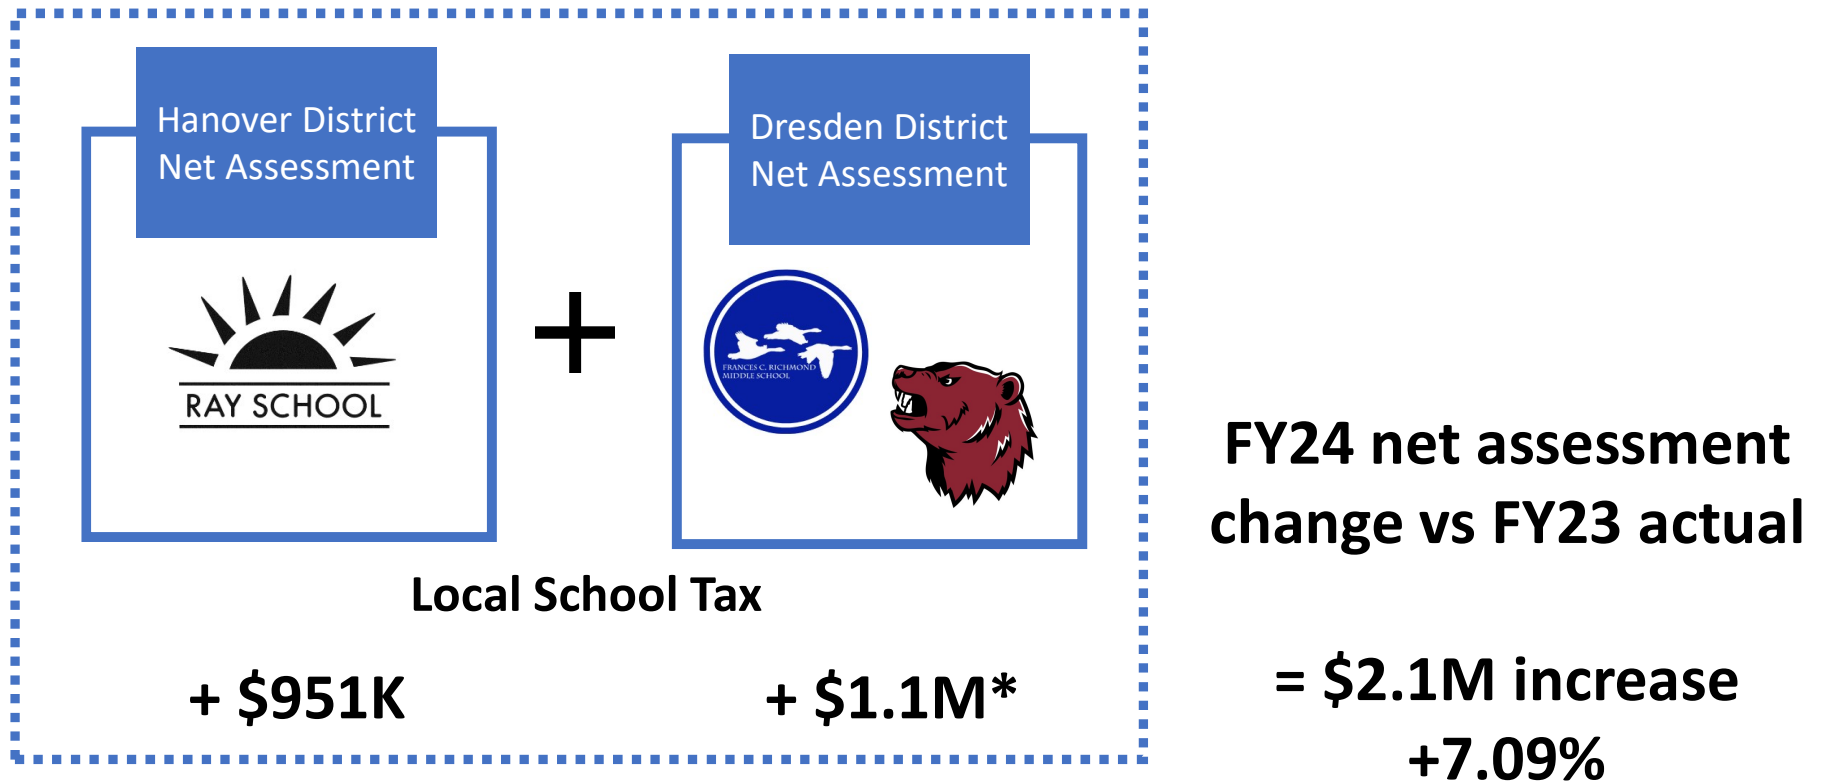 Hanover District
Net Assessment
Dresden District
Net Assessment
RAY SCHOOL
+
FRANCES C. RICHMOND
MIDDLE SCHOOL
Local School Tax
+ $951K
+ $1.1M*
FY24 net assessment
change vs FY23 actual
= $2.1M increase
+7.09%